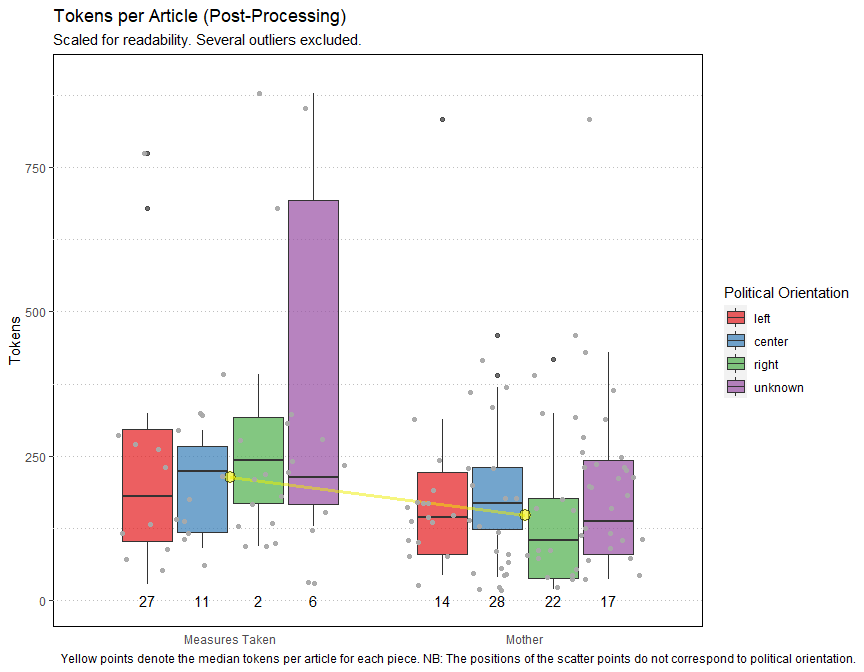 Tokens per Article (Post-Processing)
Scaled for readability. Several outliers excluded.
Tokens
750
500
250
0
27 11 2 6 14 28 22 17
Measures Taken Mother
Political Orientation
left
center
right
unknown
Yellow points denote the median tokens per article for each piece. NB: The positions of the scatter points do not correspond to political orientation.